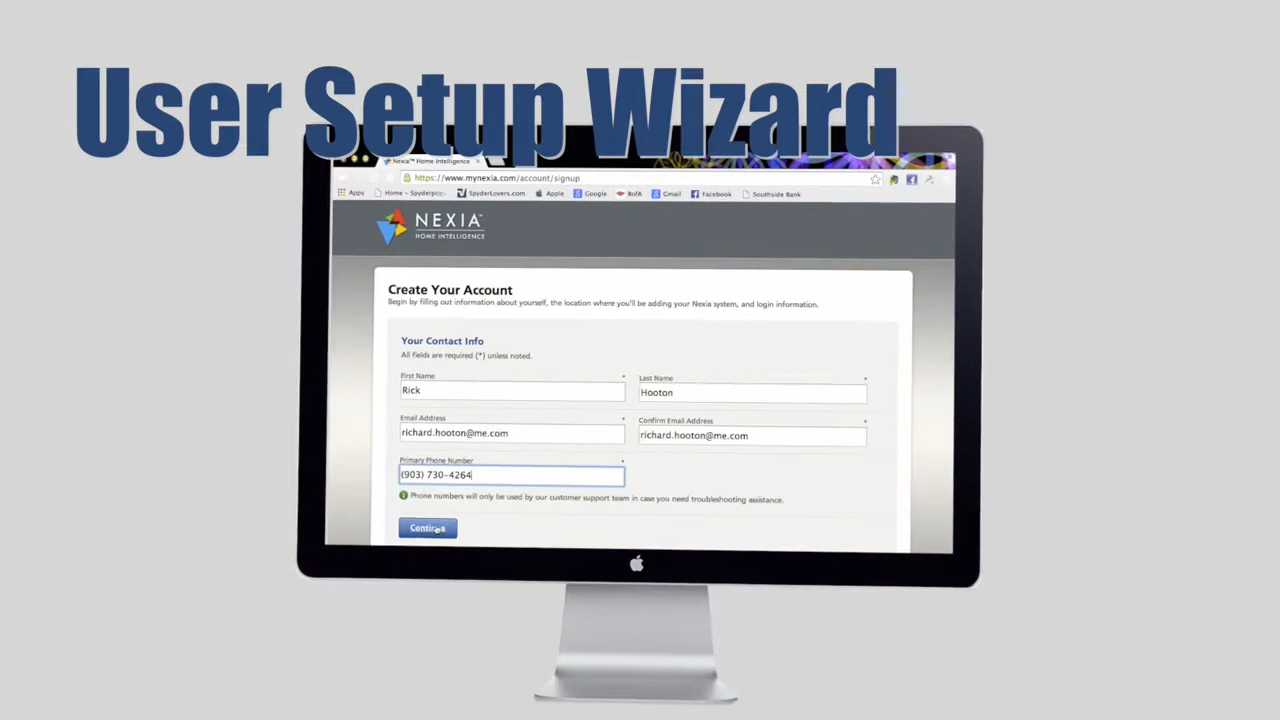 User Setup Wizard
Nexia™ Home Intelligence
https://www.mynexia.com/account/signup
Apps
SpyderLovers.com
Apple
Google
BofA
Gmail
Facebook
Southside Bank
NEXIA™
HOME INTELLIGENCE
Create Your Account
Begin by filling out information about yourself, the location where you'll be adding your Nexia system, and login information.
Your Contact Info
All fields are required (*) unless noted.
First Name *
Last Name *
Rick
Hooton
Email Address *
Confirm Email Address *
richard.hooton@me.com
richard.hooton@me.com
Primary Phone Number *
(903) 730-4264
Phone numbers will only be used by our customer support team in case you need troubleshooting assistance.
Continue